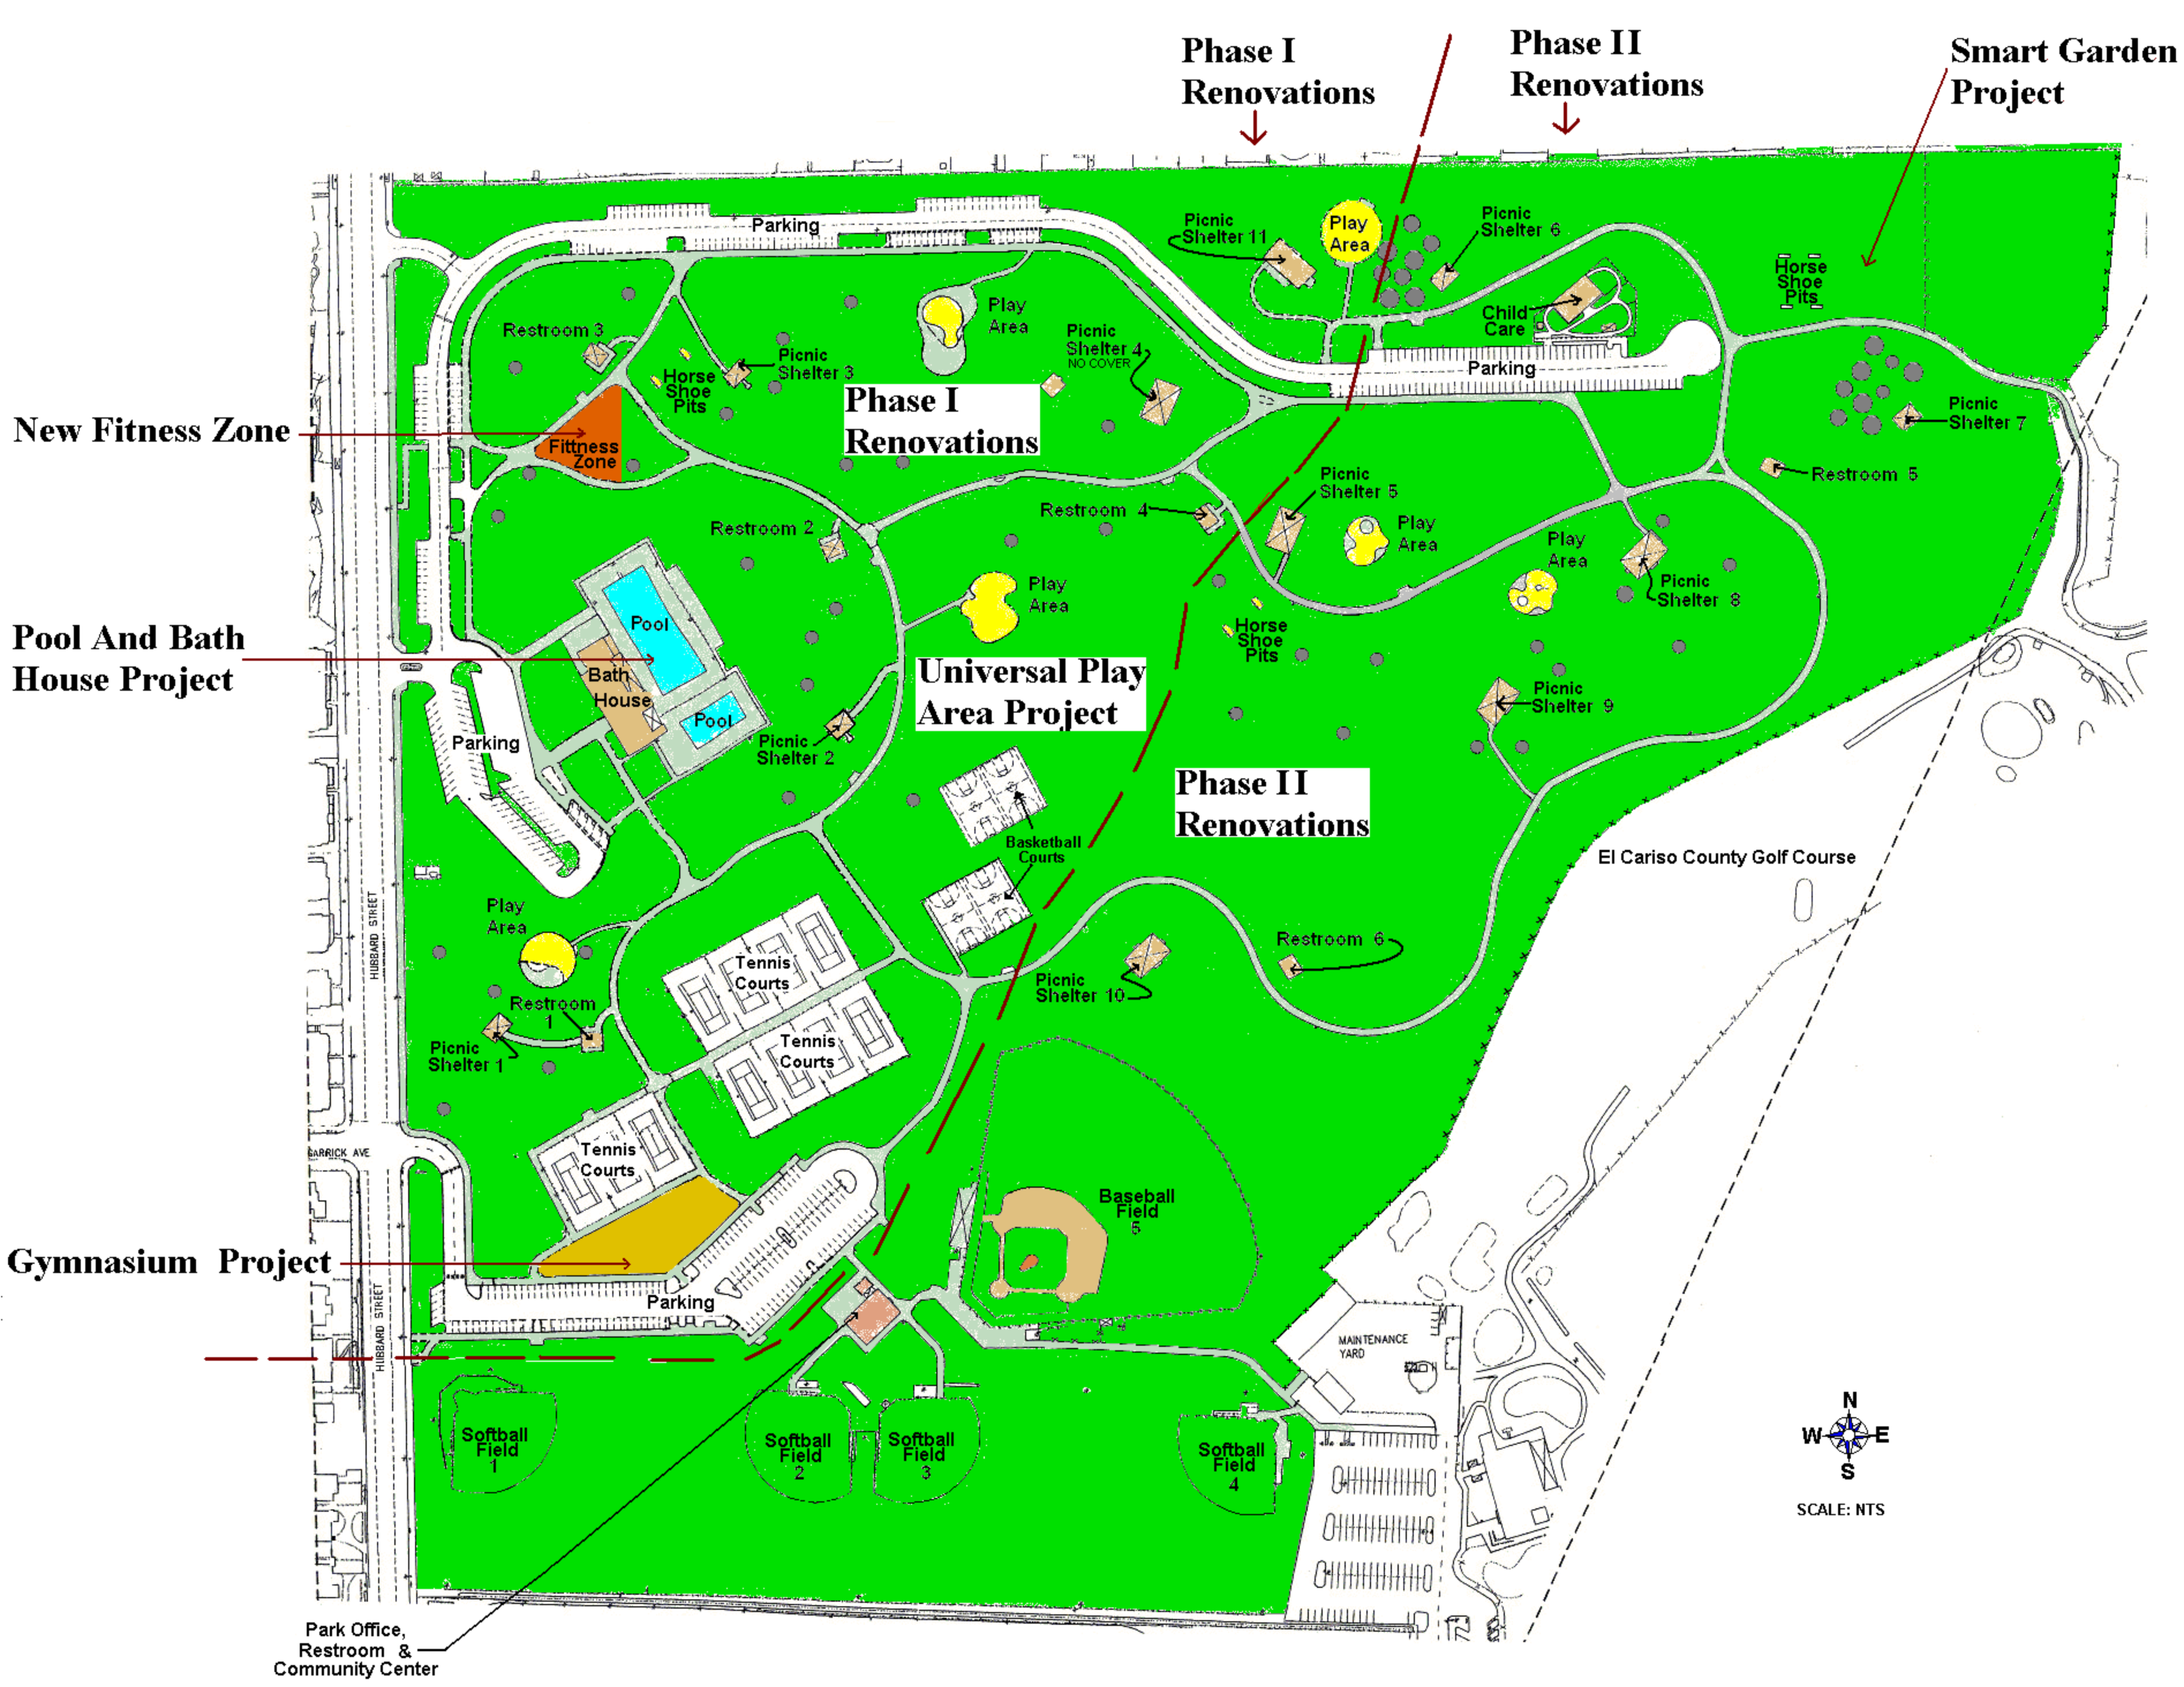 Phase I
Renovations
Phase II
Renovations
Smart Garden
Project
Parking
Picnic
Shelter 11
Play
Area
Picnic
Shelter 6
Horse
Shoe
Pits
Child
Care
Parking
Restroom 3
Picnic
Shelter 3
Horse
Shoe
Pits
Play
Area
Picnic
Shelter 4
NO COVER
Phase I
Renovations
Picnic
Shelter 7
Restroom 5
New Fitness Zone
Fittness
Zone
Restroom 2
Restroom 4
Picnic
Shelter 5
Play
Area
Play
Area
Picnic
Shelter 8
Play
Area
Horse
Shoe
Pits
Pool And Bath
House Project
Pool
Bath
House
Pool
Universal Play
Area Project
Picnic
Shelter 9
Parking
Picnic
Shelter 2
Phase II
Renovations
Basketball
Courts
El Cariso County Golf Course
HUBBARD STREET
Play
Area
Tennis
Courts
Restroom 6
Picnic
Shelter 10
Restroom
1
Picnic
Shelter 1
Tennis
Courts
GARRICK AVE
Tennis
Courts
Baseball
Field
5
Gymnasium Project
Parking
HUBBARD STREET
MAINTENANCE
YARD
Softball
Field
1
Softball
Field
2
Softball
Field
3
Softball
Field
4
N
W E
S
SCALE: NTS
Park Office,
Restroom &
Community Center